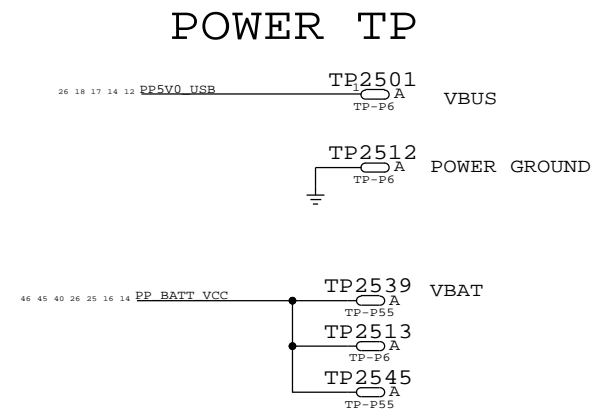 POWER TP
TP2501
26 18 17 14 12 PP5V0_USB 1 A VBUS
TP-P6
TP2512
A POWER GROUND
TP-P6
TP2539
46 45 40 26 25 16 14 PP_BATT_VCC A VBAT
TP-P55
TP2513
A
TP-P6
TP2545
A
TP-P55